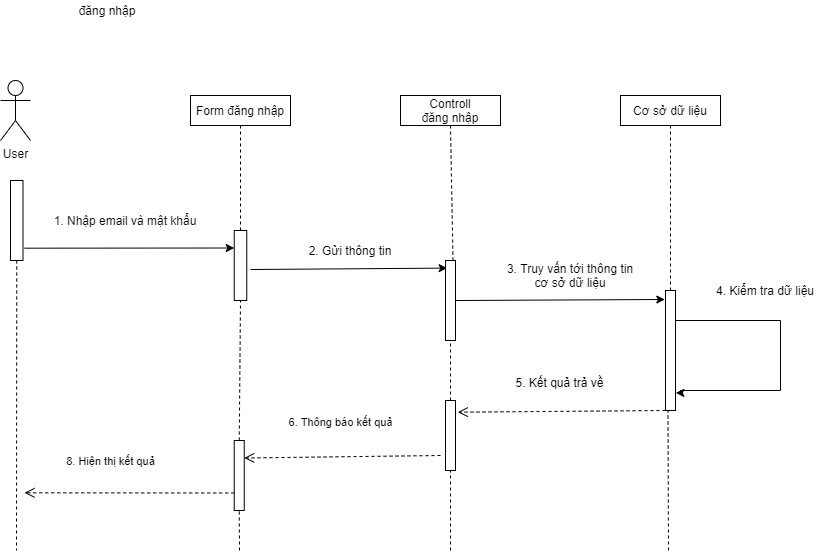 đăng nhập
User
Form đăng nhập
Controll
đăng nhập
Cơ sở dữ liệu
1. Nhập email và mật khẩu
2. Gửi thông tin
3. Truy vấn tới thông tin
cơ sở dữ liệu
4. Kiểm tra dữ liệu
5. Kết quả trả về
6. Thông báo kết quả
8. Hiện thị kết quả